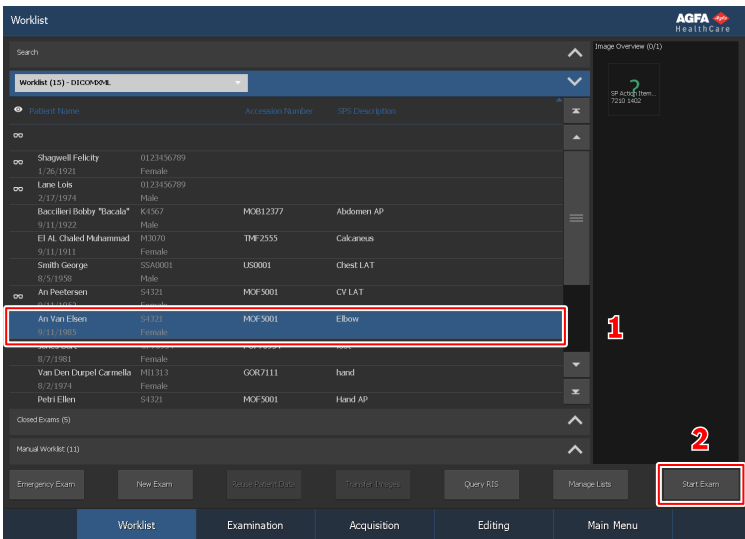 Worklist
AGFA
HealthCare
Search
Image Overview (0/1)
Worklist (15) - DICOMXML
?
SP Action Item...
7210 1402
Patient Name Accession Number SPS Description
Shagwell Felicity 0123456789
1/26/1921 Female
Lane Lois 0123456789
2/17/1974 Male
Baccilieri Bobby "Bacala" K4567 MOB12377 Abdomen AP
9/11/1922 Male
El AL Chaled Muhammad M3070 TMF2555 Calcaneus
9/11/1911 Female
Smith George SSA0001 US0001 Chest LAT
8/5/1958 Male
An Peetersen S4321 MOF5001 CV LAT
An Van Elsen S4321 MOF5001 Elbow
9/11/1985 Female
1
8/7/1981 Female
Van Den Durpel Carmella MI1313 GOR7111 hand
8/2/1974 Female
Petri Ellen S4321 MOF5001 Hand AP
Closed Exams (5)
Manual Worklist (11)
2
Emergency Exam New Exam Reuse Patient Data Transfer Images Query RIS Manage Lists Start Exam
Worklist Examination Acquisition Editing Main Menu